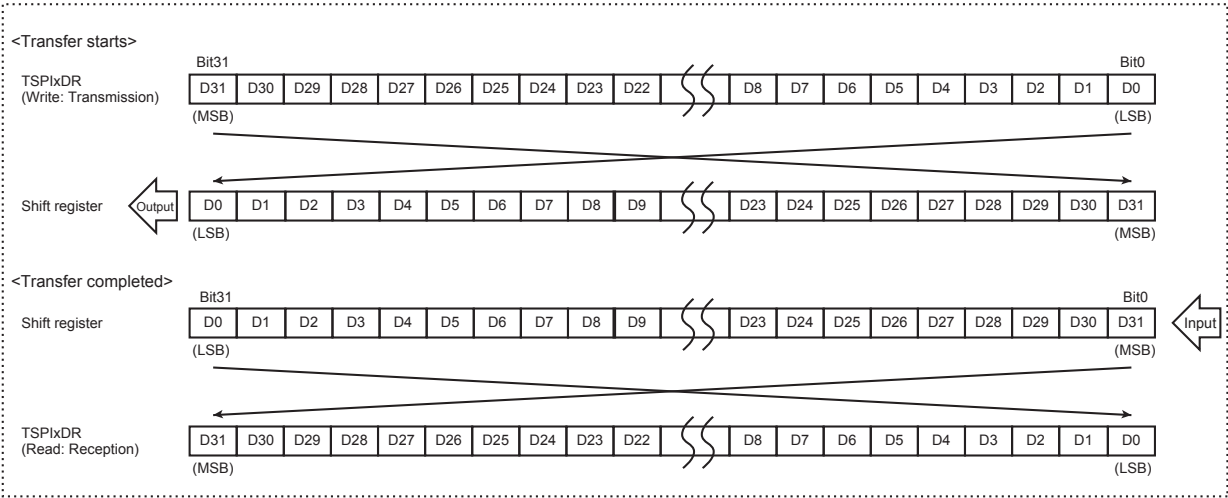 <Transfer starts>
Bit31 Bit0
TSPIxDR
(Write: Transmission)
D31 D30 D29 D28 D27 D26 D25 D24 D23 D22 D8 D7 D6 D5 D4 D3 D2 D1 D0
(MSB) (LSB)
Shift register Output D0 D1 D2 D3 D4 D5 D6 D7 D8 D9 D23 D24 D25 D26 D27 D28 D29 D30 D31
(LSB) (MSB)
<Transfer completed>
Bit31 Bit0
Shift register D0 D1 D2 D3 D4 D5 D6 D7 D8 D9 D23 D24 D25 D26 D27 D28 D29 D30 D31 Input
(LSB) (MSB)
TSPIxDR
(Read: Reception)
D31 D30 D29 D28 D27 D26 D25 D24 D23 D22 D8 D7 D6 D5 D4 D3 D2 D1 D0
(MSB) (LSB)